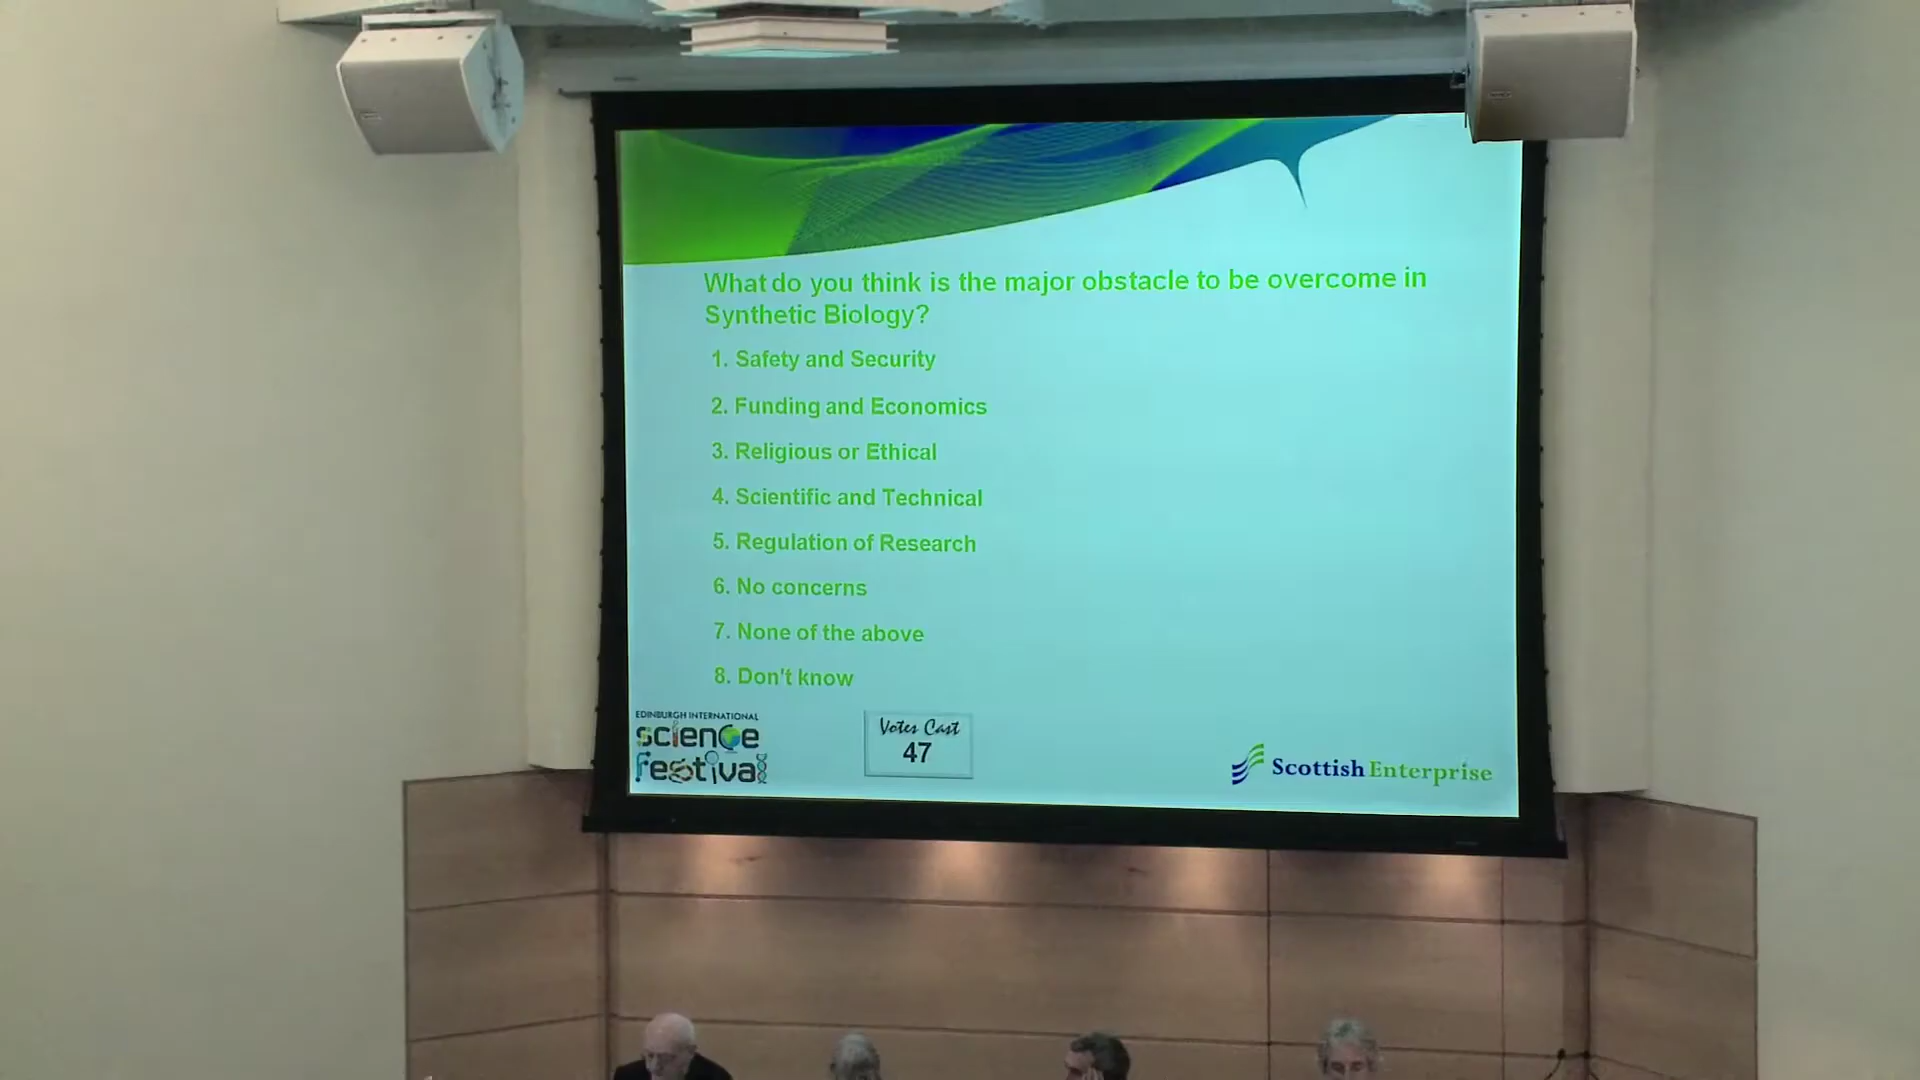 What do you think is the major obstacle to be overcome in
Synthetic Biology?
1. Safety and Security
2. Funding and Economics
3. Religious or Ethical
4. Scientific and Technical
5. Regulation of Research
6. No concerns
7. None of the above
8. Don't know
EDINBURGH INTERNATIONAL
science
festival
Votes Cast
47
Scottish Enterprise